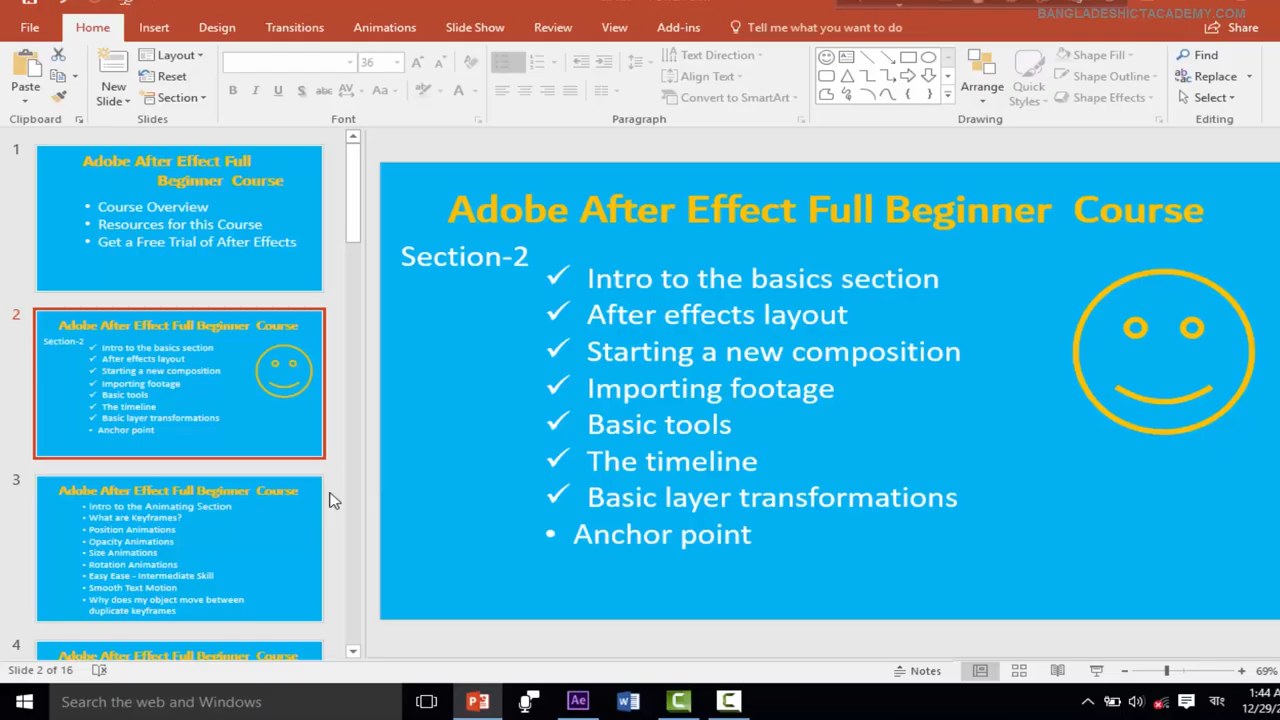 BANGLADESHICTACADEMY.COM
File Home Insert Design Transitions Animations Slide Show Review View Add-ins Tell me what you want to do Share
Paste
New
Slide
Layout
Reset
Section
36
B I U S abc AV Aa A
Text Direction
Align Text
Convert to SmartArt
Arrange
Quick
Styles
Shape Fill
Shape Outline
Shape Effects
Find
Replace
Select
Clipboard Slides Font Paragraph Drawing Editing
1
Adobe After Effect Full
Beginner Course
• Course Overview
• Resources for this Course
• Get a Free Trial of After Effects
2
Adobe After Effect Full Beginner Course
Section-2
✓ Intro to the basics section
✓ After effects layout
✓ Starting a new composition
✓ Importing footage
✓ Basic tools
✓ The timeline
✓ Basic layer transformations
• Anchor point
3
Adobe After Effect Full Beginner Course
• Intro to the Animating Section
• What are Keyframes?
• Position Animations
• Opacity Animations
• Size Animations
• Rotation Animations
• Easy Ease - Intermediate Skill
• Smooth Text Motion
• Why does my object move between
duplicate keyframes
4
Adobe After Effect Full Beginner Course
Adobe After Effect Full Beginner Course
Section-2
✓ Intro to the basics section
✓ After effects layout
✓ Starting a new composition
✓ Importing footage
✓ Basic tools
✓ The timeline
✓ Basic layer transformations
• Anchor point
Slide 2 of 16 Notes 69%
Search the web and Windows
Ae
বাং
1:44 A
12/29/2